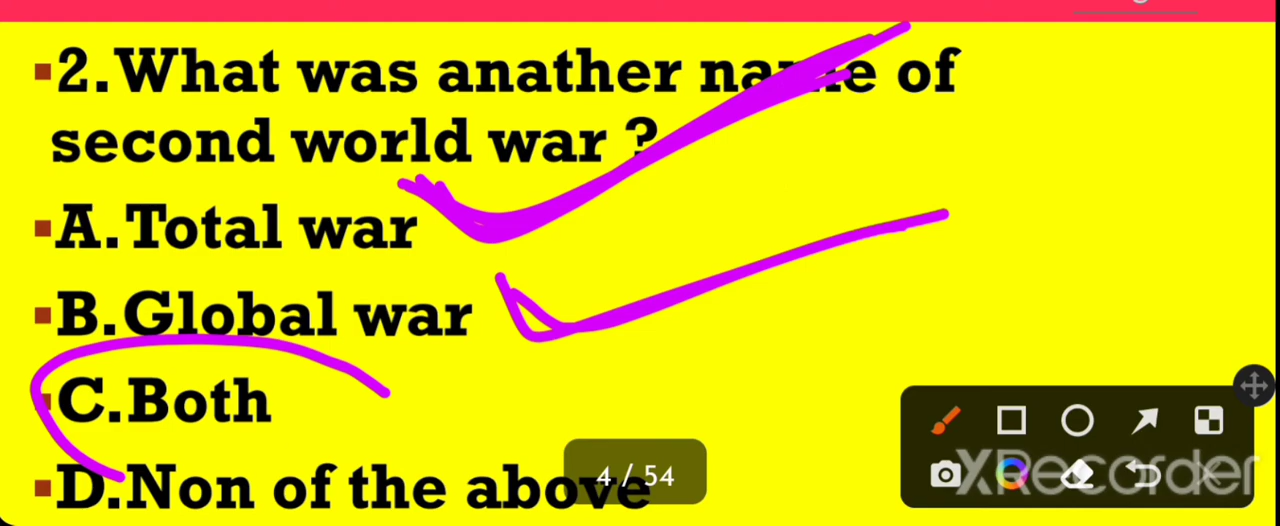 2.What was anather name of
second world war ?
A.Total war
B.Global war
C.Both
D.Non of the above
4 / 54
XRecorder